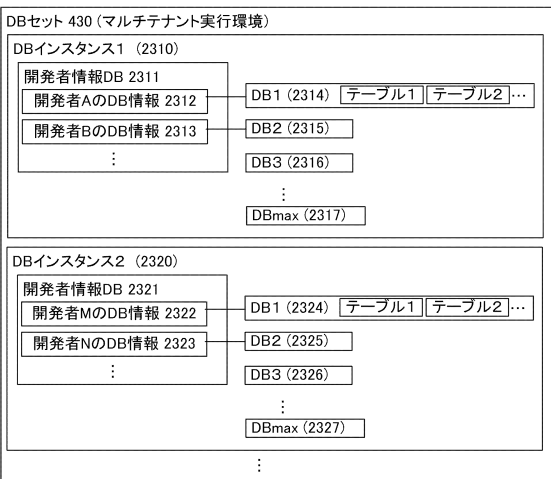 DBセット 430 (マルチテナント実行環境)
DBインスタンス1 (2310)
開発者情報DB 2311
開発者AのDB情報 2312
DB1 (2314) テーブル1 テーブル2 …
開発者BのDB情報 2313
DB2 (2315)
⋮
DB3 (2316)
⋮
DBmax (2317)
DBインスタンス2 (2320)
開発者情報DB 2321
開発者MのDB情報 2322
DB1 (2324) テーブル1 テーブル2 …
開発者NのDB情報 2323
DB2 (2325)
⋮
DB3 (2326)
⋮
DBmax (2327)
⋮